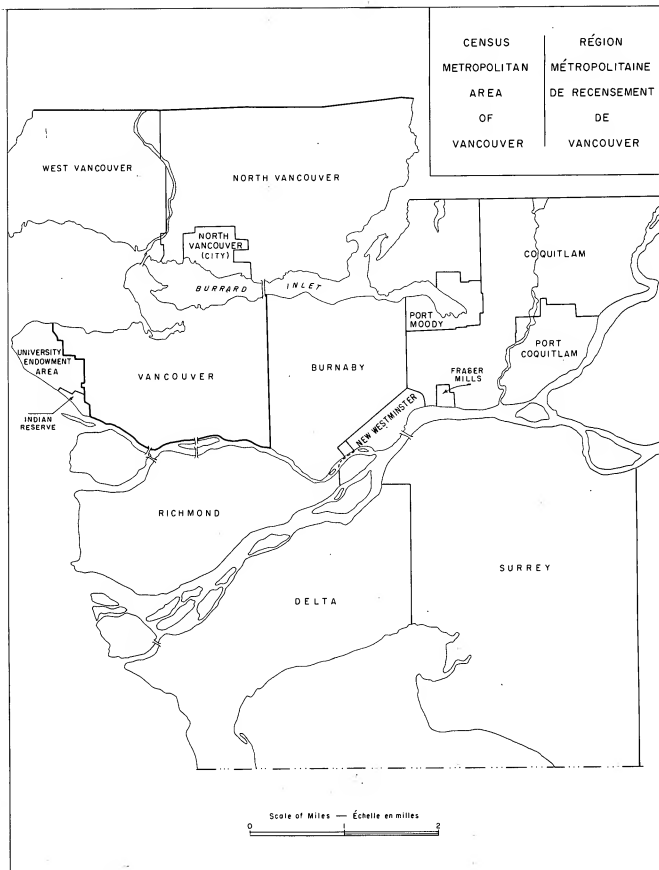 CENSUS
METROPOLITAN
AREA
OF
VANCOUVER
RÉGION
MÉTROPOLITAINE
DE RECENSEMENT
DE
VANCOUVER
WEST VANCOUVER
NORTH VANCOUVER
NORTH
VANCOUVER
(CITY)
BURRARD INLET
COQUITLAM
PORT
MOODY
PORT
COQUITLAM
UNIVERSITY
ENDOWMENT
AREA
VANCOUVER
BURNABY
FRASER
MILLS
INDIAN
RESERVE
NEW WESTMINSTER
RICHMOND
SURREY
DELTA
Scale of Miles — Échelle en milles
0 1 2